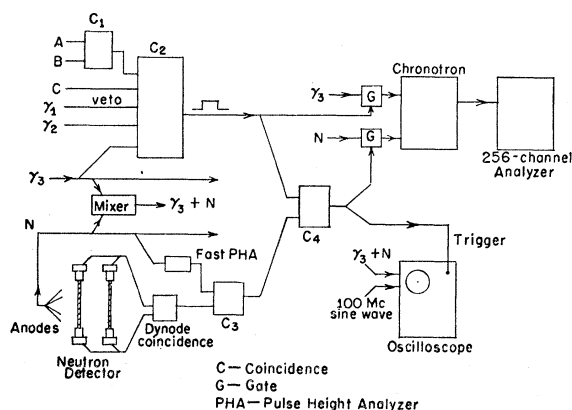 C1
A
B
C2
C
veto
γ1
γ2
γ3
Mixer
γ3 + N
N
Fast PHA
Anodes
Neutron
Detector
Dynode
coincidence
C3
C4
γ3
G
N
G
Chronotron
256-channel
Analyzer
Trigger
γ3+N
100 Mc
sine wave
Oscilloscope
C — Coincidence
G — Gate
PHA — Pulse Height Analyzer